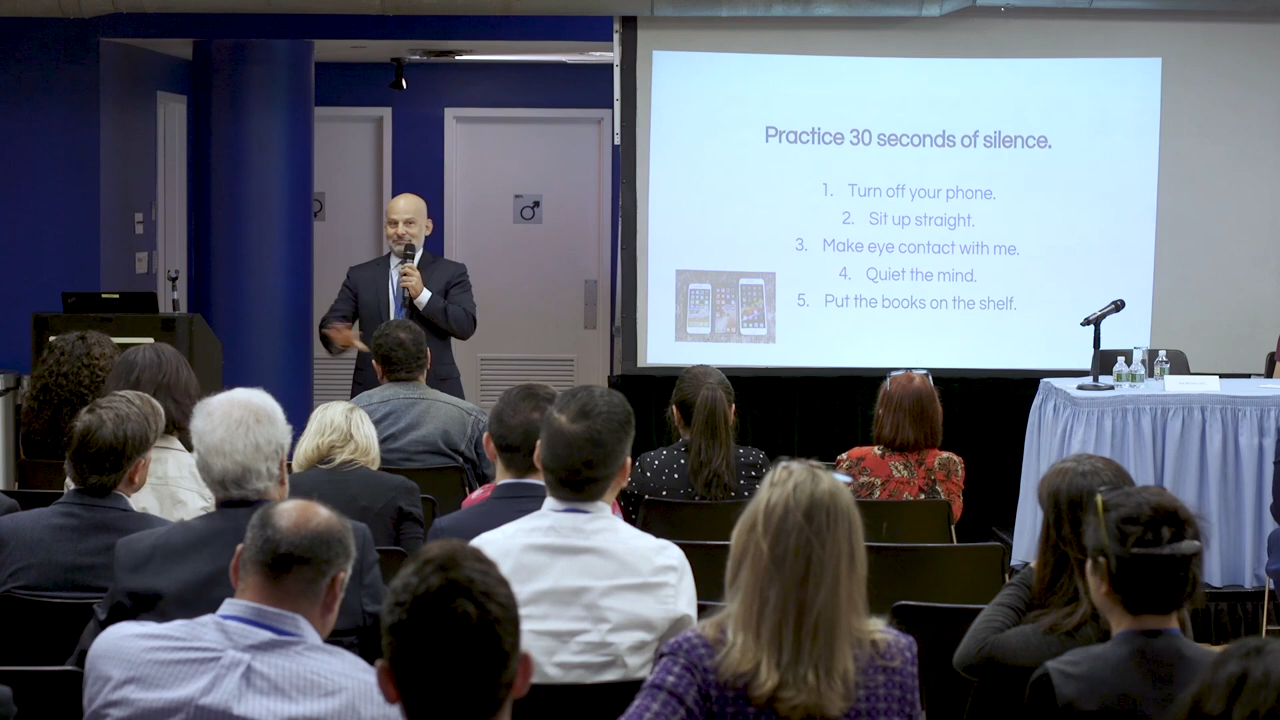 Practice 30 seconds of silence.
1. Turn off your phone.
2. Sit up straight.
3. Make eye contact with me.
4. Quiet the mind.
5. Put the books on the shelf.